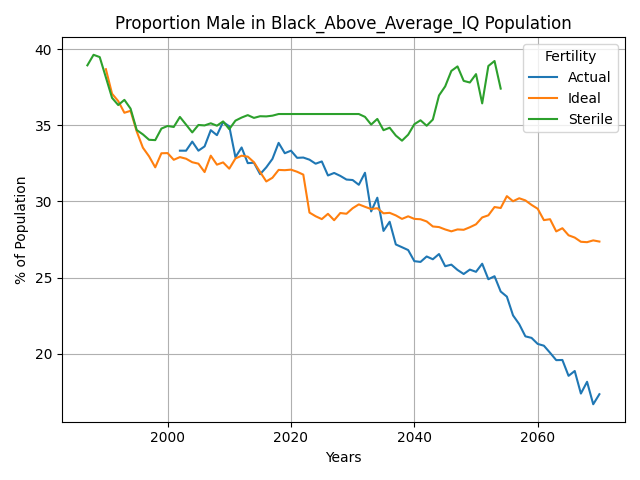 Proportion Male in Black_Above_Average_IQ Population
% of Population
40
35
30
25
20
Fertility
Actual
Ideal
Sterile
2000
2020
2040
2060
Years